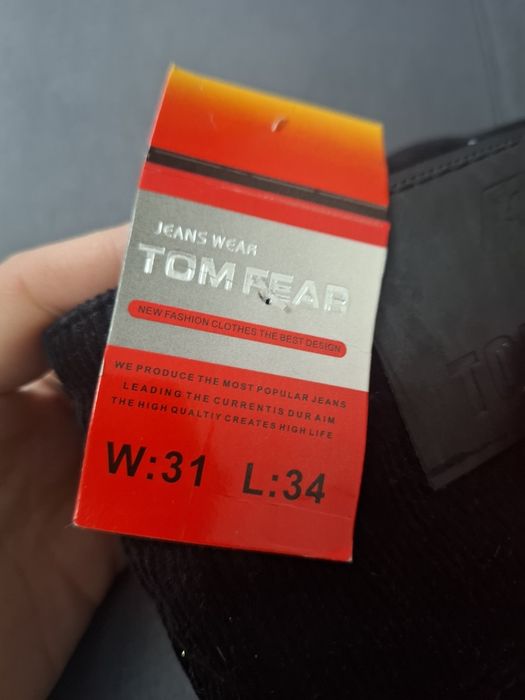 JEANS WEAR
TOM FEAR
NEW FASHION CLOTHES THE BEST DESIGN
WE PRODUCE THE MOST POPULAR JEANS
LEADING THE CURRENTIS DUR AIM
THE HIGH QUALTIY CREATES HIGH LIFE
W:31 L:34
TO